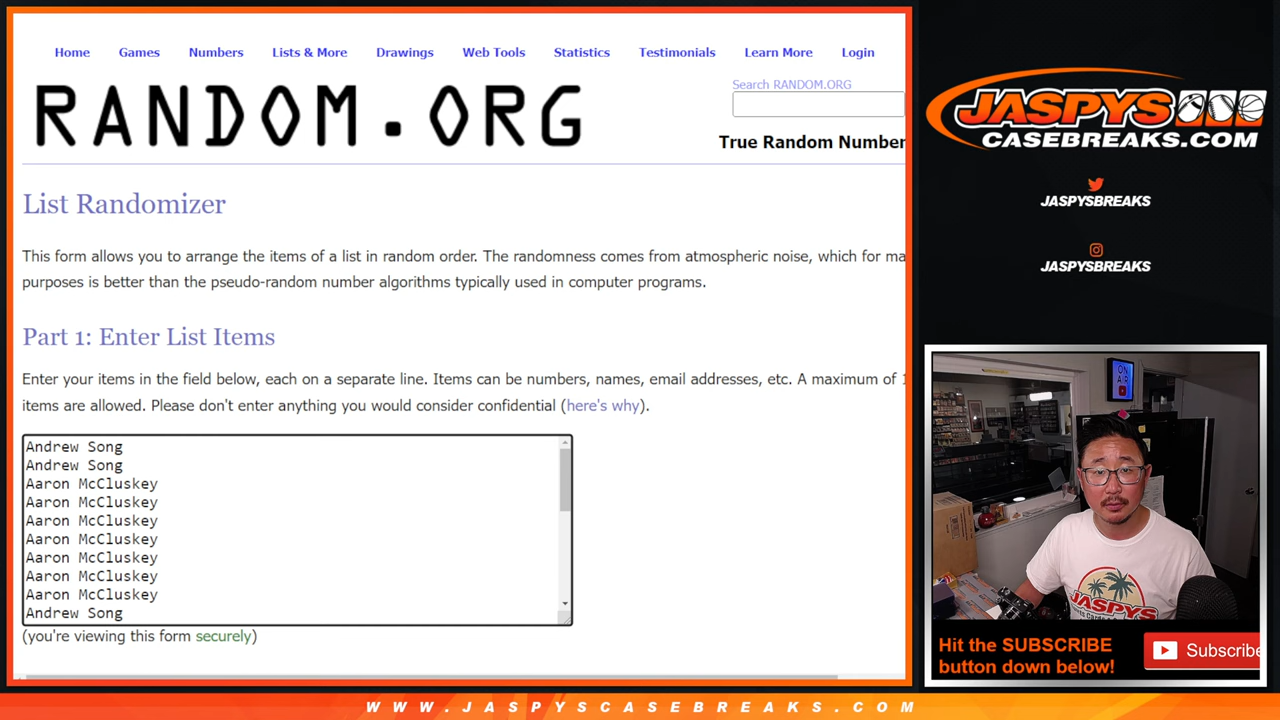 Home Games Numbers Lists & More Drawings Web Tools Statistics Testimonials Learn More Login
RANDOM.ORG
Search RANDOM.ORG
True Random Number
List Randomizer
This form allows you to arrange the items of a list in random order. The randomness comes from atmospheric noise, which for ma
purposes is better than the pseudo-random number algorithms typically used in computer programs.
Part 1: Enter List Items
Enter your items in the field below, each on a separate line. Items can be numbers, names, email addresses, etc. A maximum of 1
items are allowed. Please don't enter anything you would consider confidential (here's why).
Andrew Song
Andrew Song
Aaron McCluskey
Aaron McCluskey
Aaron McCluskey
Aaron McCluskey
Aaron McCluskey
Aaron McCluskey
Aaron McCluskey
Andrew Song
(you're viewing this form securely)
JASPYS
CASEBREAKS.COM
JASPYSBREAKS
JASPYSBREAKS
ON
AIR
JASPYS
Hit the SUBSCRIBE
button down below!
Subscribe
WWW.JASPYSCASEBREAKS.COM